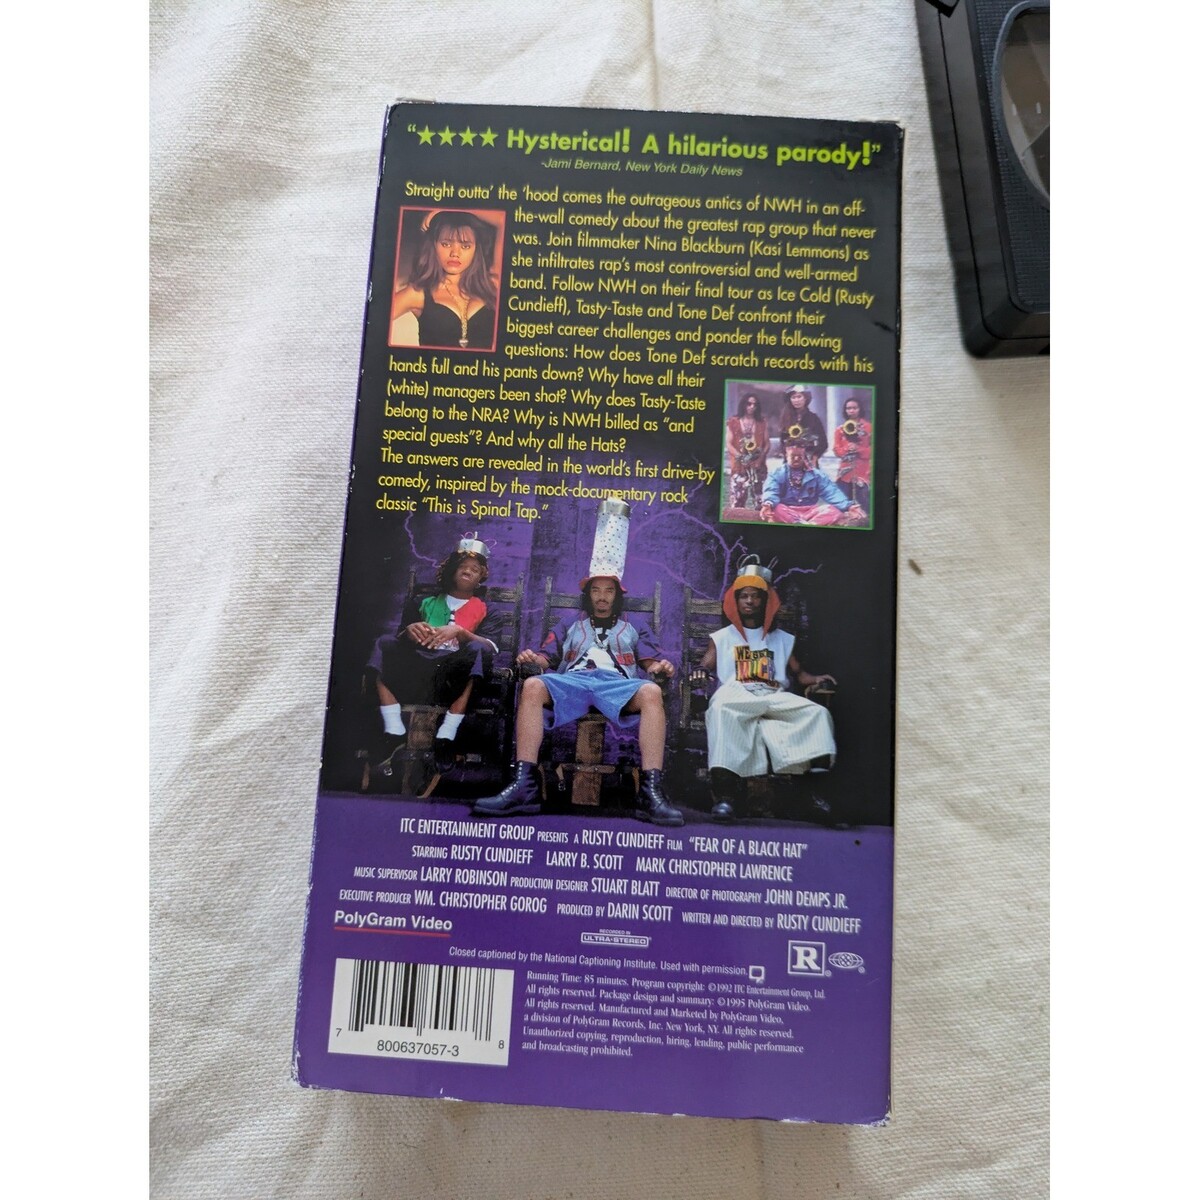 "★★★★ Hysterical! A hilarious parody!"
-Jami Bernard, New York Daily News
Straight outta' the 'hood comes the outrageous antics of NWH in an off-
the-wall comedy about the greatest rap group that never
was. Join filmmaker Nina Blackburn (Kasi Lemmons) as
she infiltrates rap's most controversial and well-armed
band. Follow NWH on their final tour as Ice Cold (Rusty
Cundieff), Tasty-Taste and Tone Def confront their
biggest career challenges and ponder the following
questions: How does Tone Def scratch records with his
hands full and his pants down? Why have all their
(white) managers been shot? Why does Tasty-Taste
belong to the NRA? Why is NWH billed as "and
special guests"? And why all the Hats?
The answers are revealed in the world's first drive-by
comedy, inspired by the mock-documentary rock
classic "This is Spinal Tap."
ITC ENTERTAINMENT GROUP PRESENTS A RUSTY CUNDIEFF FILM "FEAR OF A BLACK HAT"
STARRING RUSTY CUNDIEFF LARRY B. SCOTT MARK CHRISTOPHER LAWRENCE
MUSIC SUPERVISOR LARRY ROBINSON PRODUCTION DESIGNER STUART BLATT DIRECTOR OF PHOTOGRAPHY JOHN DEMPS JR.
EXECUTIVE PRODUCER WM. CHRISTOPHER GOROG PRODUCED BY DARIN SCOTT WRITTEN AND DIRECTED BY RUSTY CUNDIEFF
PolyGram Video
RECORDED IN
ULTRA-STEREO
Closed captioned by the National Captioning Institute. Used with permission.
R ®
Running Time: 85 minutes. Program copyright: ©1992 ITC Entertainment Group, Ltd.
All rights reserved. Package design and summary: ©1995 PolyGram Video.
All rights reserved. Manufactured and Marketed by PolyGram Video,
a division of PolyGram Records, Inc. New York, NY. All rights reserved.
Unauthorized copying, reproduction, hiring, lending, public performance
and broadcasting prohibited.
7 800637057-3 8